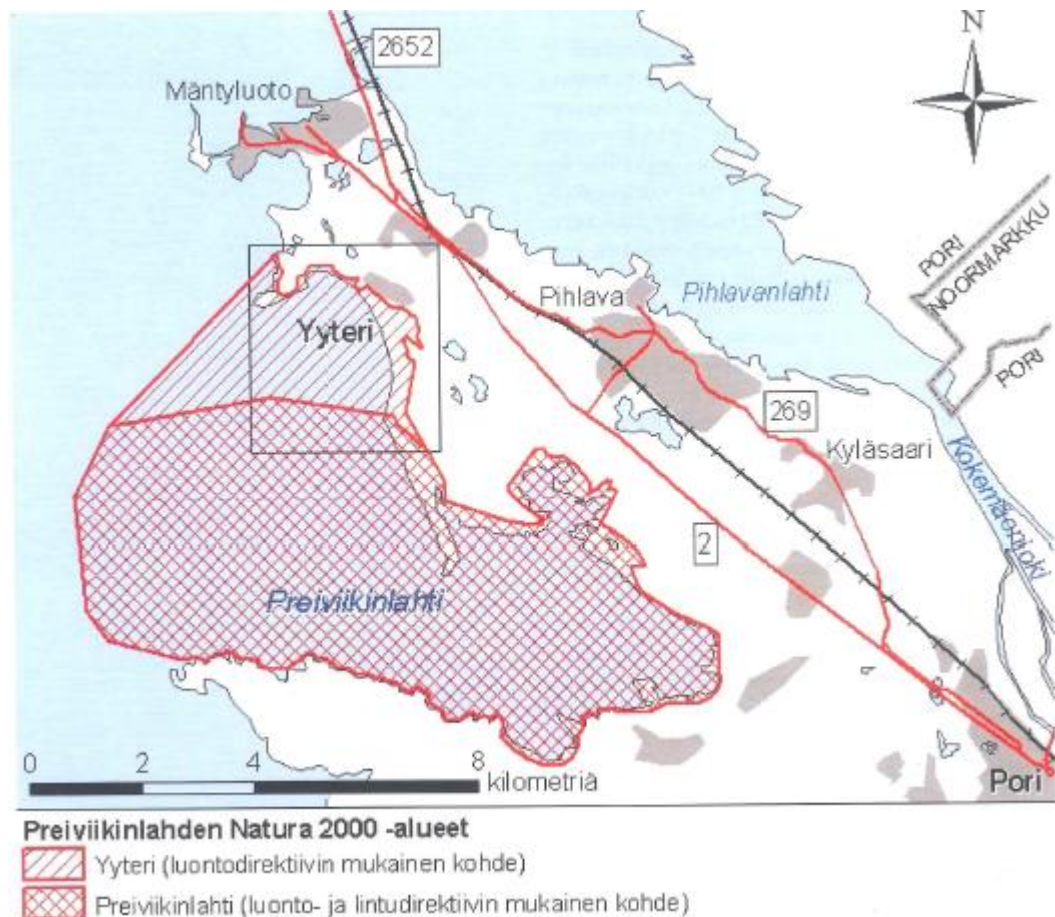 N
2652
Mäntyluoto
PORI
NOORMARKKU
PORI
Pihlava
Pihlavanlahti
Yyteri
269
Kyläsaari
Kokemäenjoki
2
Preiviikinlahti
0 2 4 8 kilometriä
Pori
Preiviikinlahden Natura 2000 -alueet
Yyteri (luontodirektiivin mukainen kohde)
Preiviikinlahti (luonto- ja lintudirektiivin mukainen kohde)